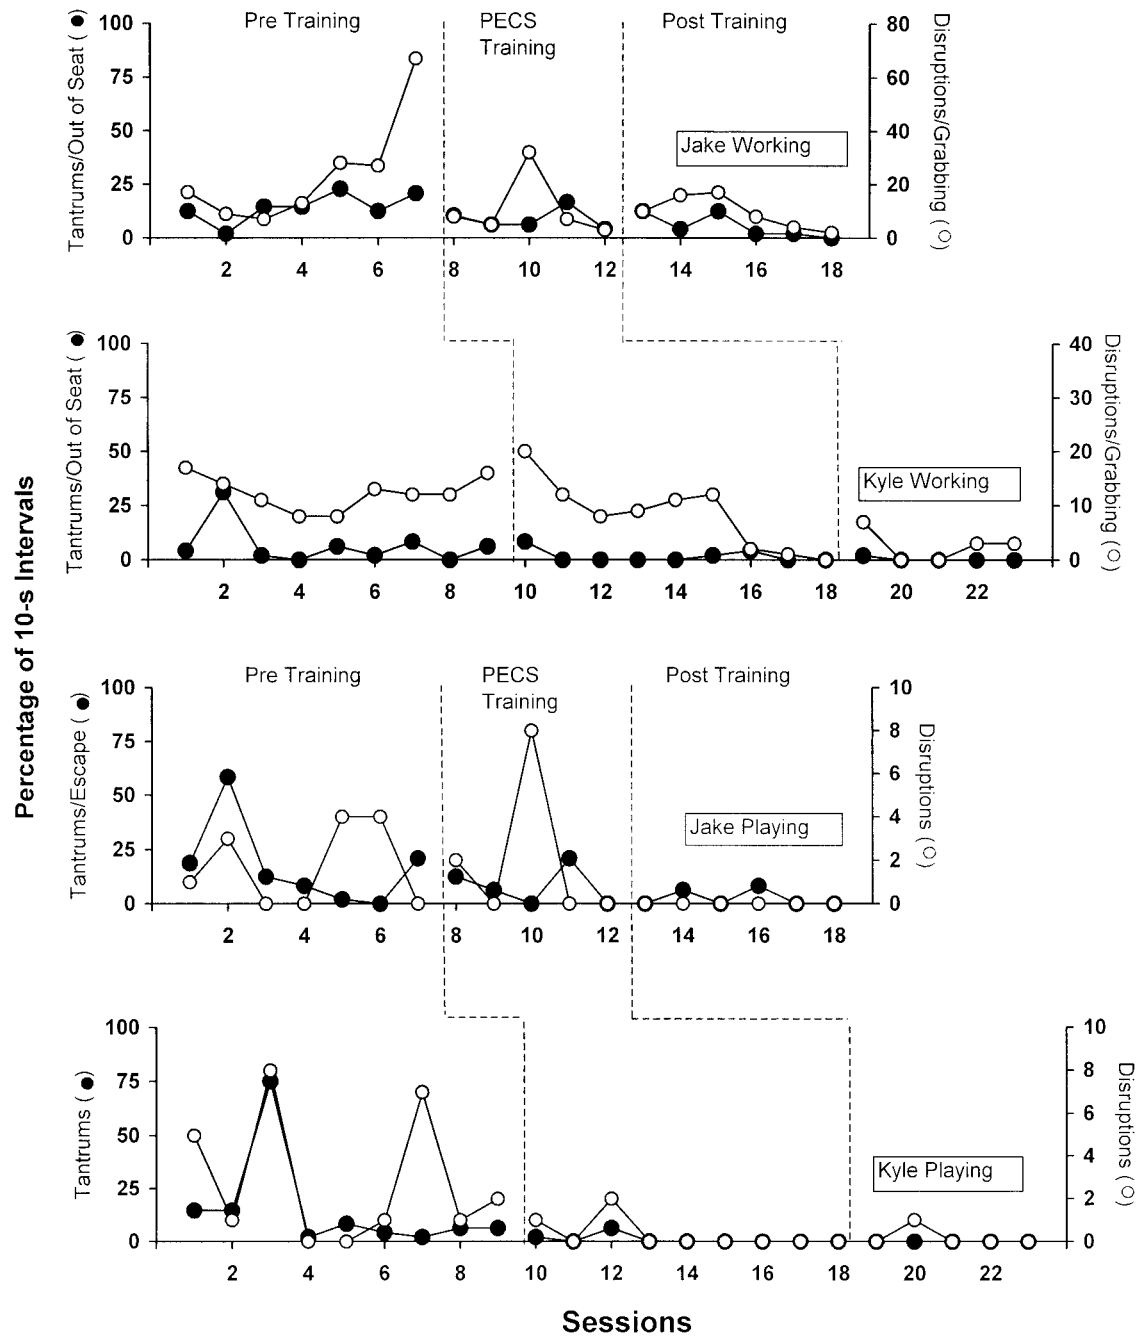 Pre Training
PECS
Training
Post Training
Tantrums/Out of Seat (●)
100
75
50
25
0
80
60
40
20
0
Disruptions/Grabbing (○)
Jake Working
2 4 6 8 10 12 14 16 18
Tantrums/Out of Seat (●)
100
75
50
25
0
40
30
20
10
0
Disruptions/Grabbing (○)
Kyle Working
2 4 6 8 10 12 14 16 18 20 22
Percentage of 10-s Intervals
Pre Training
PECS
Training
Post Training
Tantrums/Escape (●)
100
75
50
25
0
10
8
6
4
2
0
Disruptions (○)
Jake Playing
2 4 6 8 10 12 14 16 18
Tantrums (●)
100
75
50
25
0
10
8
6
4
2
0
Disruptions (○)
Kyle Playing
2 4 6 8 10 12 14 16 18 20 22
Sessions